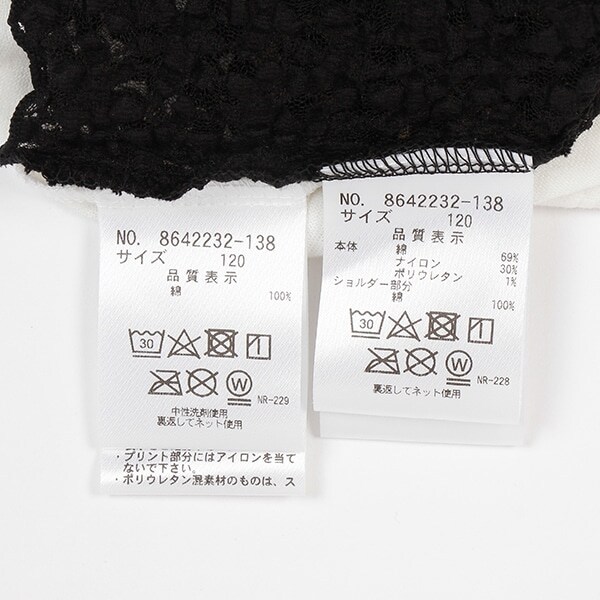 NO. 8642232-138
サイズ 120
品質表示
綿 100%
30
W
NR-229
中性洗剤使用
裏返してネット使用
・プリント部分にはアイロンを当て
ないで下さい。
・ポリウレタン混素材のものは、ス
NO. 8642232-138
サイズ 120
品質表示
本体 綿 69%
ナイロン 30%
ポリウレタン 1%
ショルダー部分
綿 100%
30
W
NR-228
裏返してネット使用